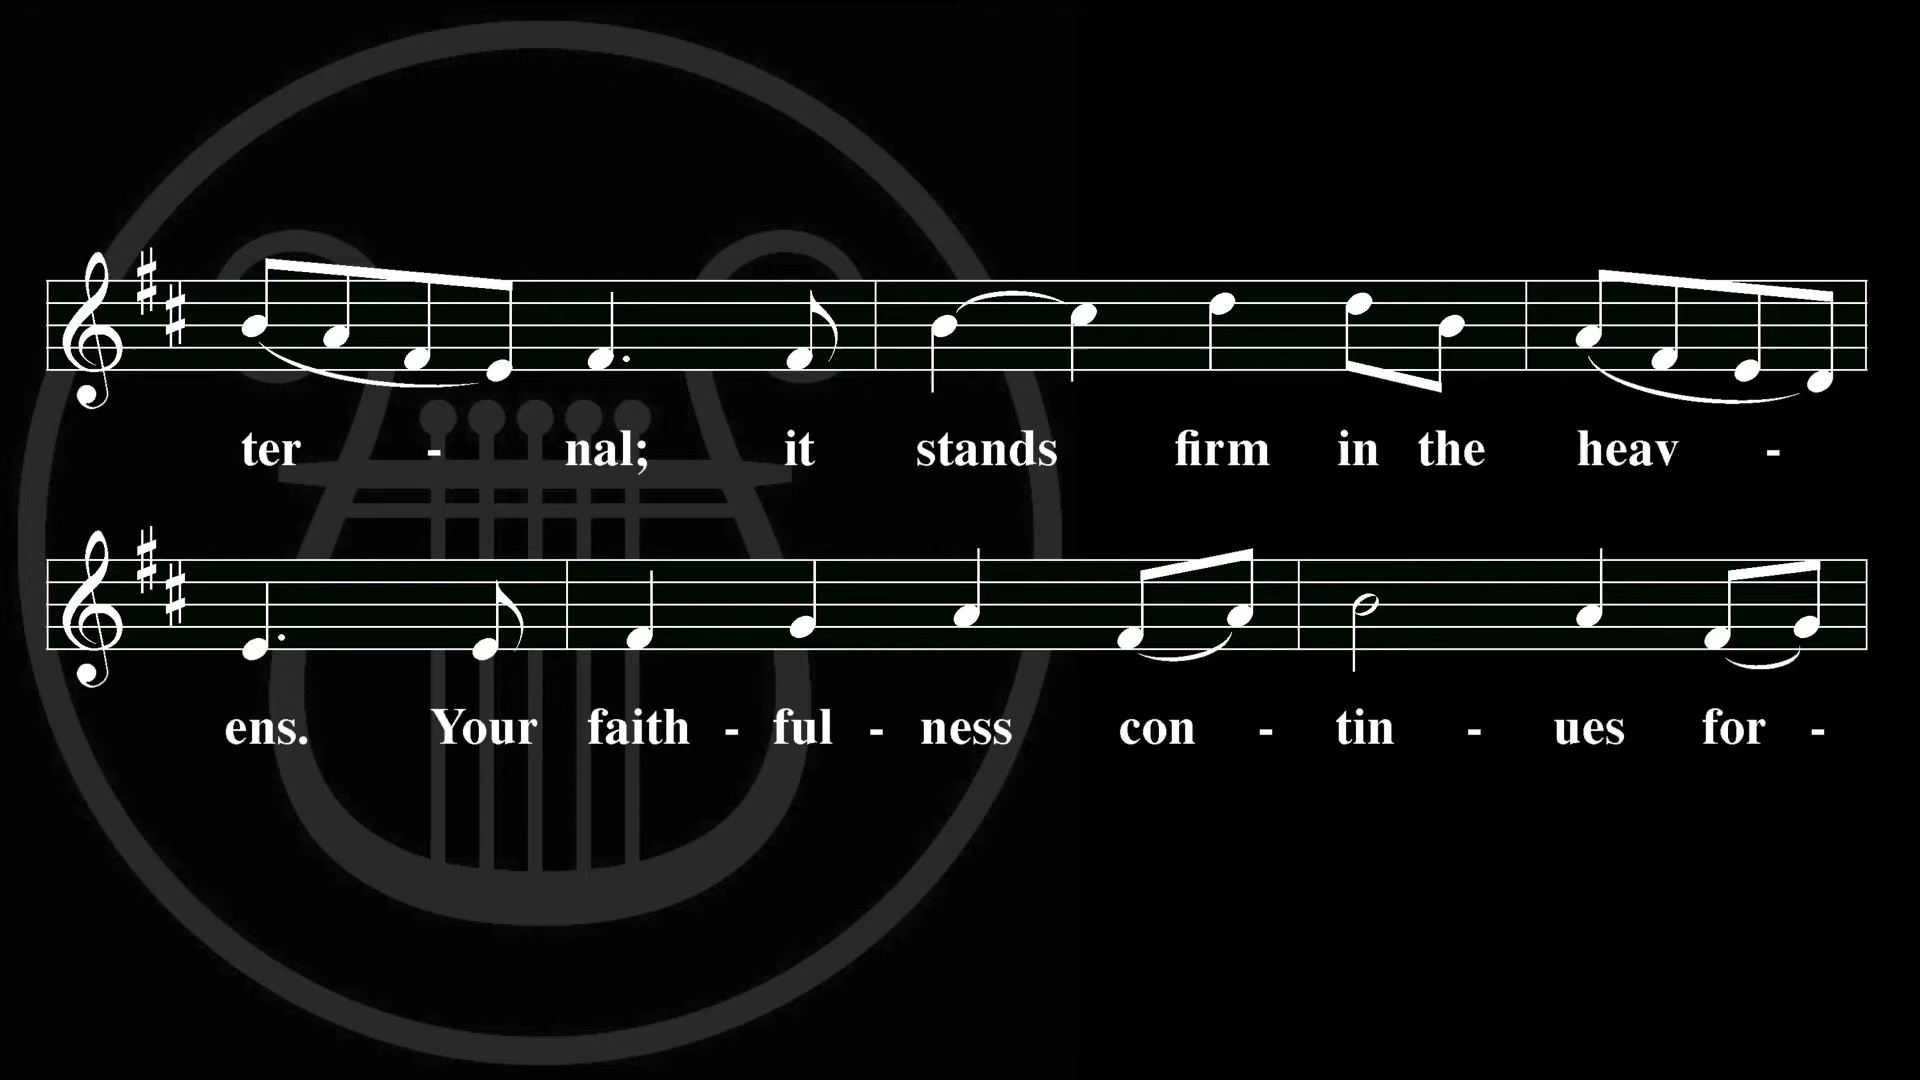 ter - nal; it stands firm in the heav -
ens. Your faith - ful - ness con - tin - ues for -